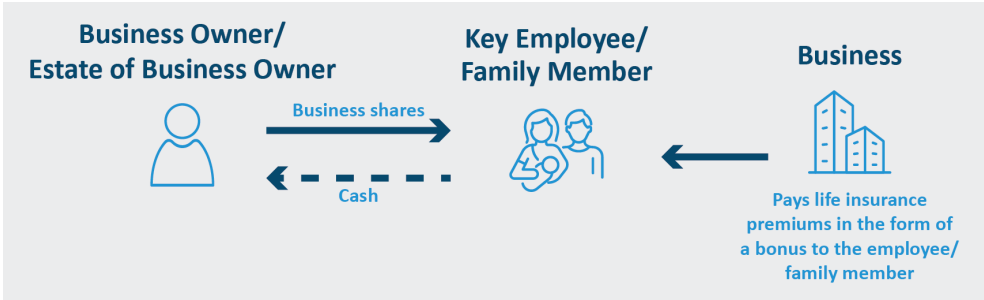 Business Owner/
Estate of Business Owner
Business shares
Cash
Key Employee/
Family Member
Business
Pays life insurance
premiums in the form of
a bonus to the employee/
family member